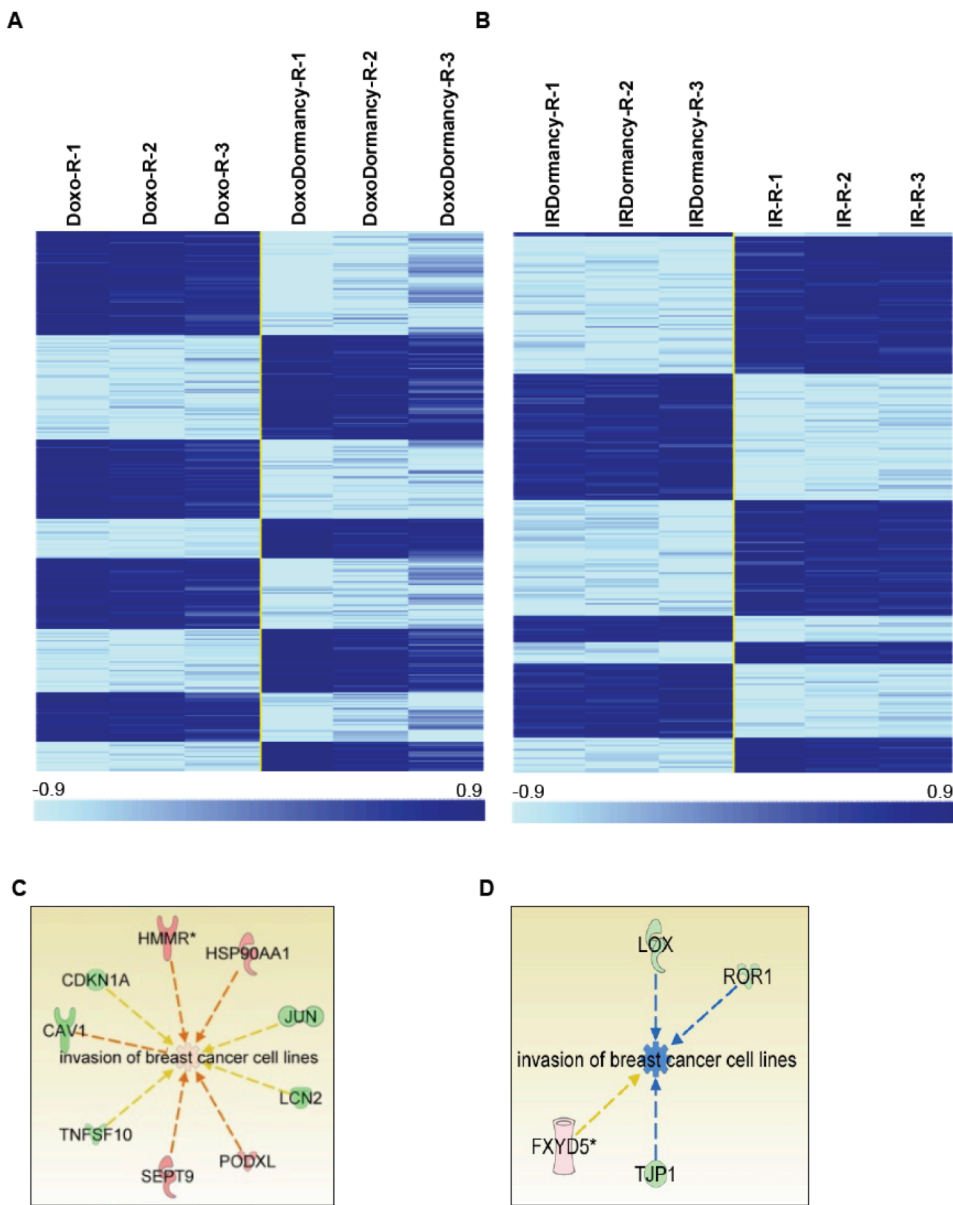 A
B
Doxo-R-1
Doxo-R-2
Doxo-R-3
DoxoDormancy-R-1
DoxoDormancy-R-2
DoxoDormancy-R-3
IRDormancy-R-1
IRDormancy-R-2
IRDormancy-R-3
IR-R-1
IR-R-2
IR-R-3
-0.9 0.9
-0.9 0.9
C
HMMR*
HSP90AA1
CDKN1A
JUN
CAV1
invasion of breast cancer cell lines
LCN2
TNFSF10
PODXL
SEPT9
D
LOX
ROR1
invasion of breast cancer cell lines
FXYD5*
TJP1